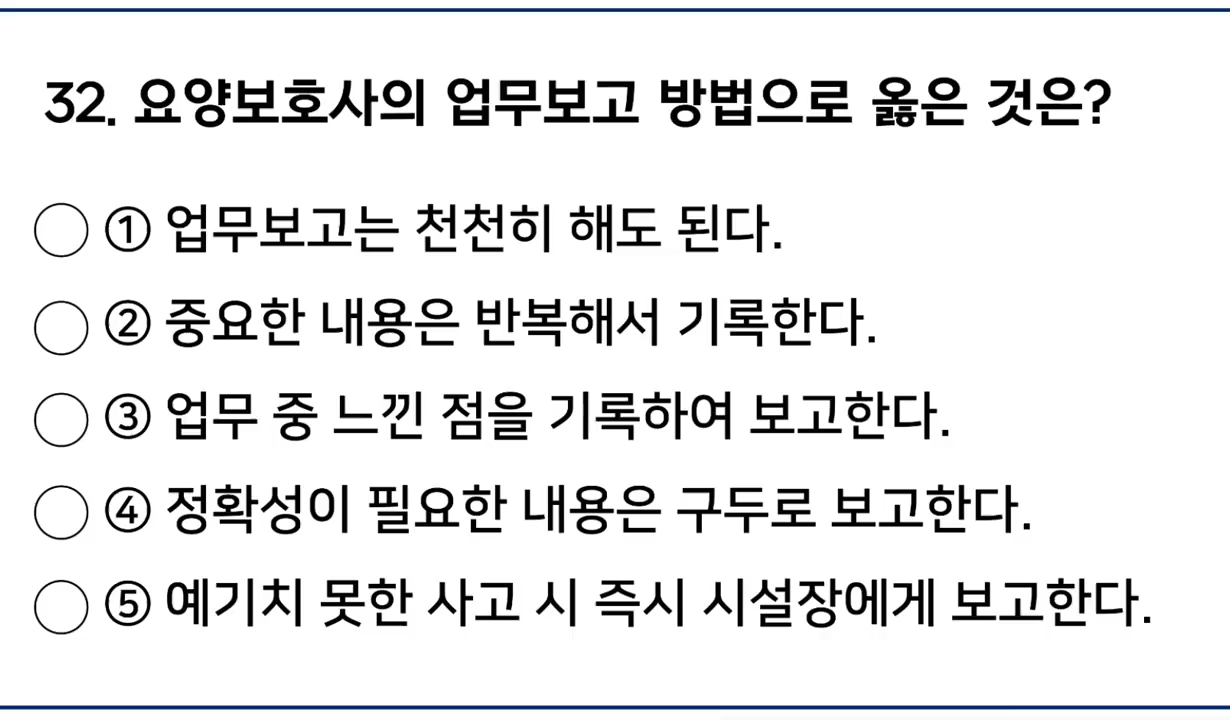 32. 요양보호사의 업무보고 방법으로 옳은 것은?
① 업무보고는 천천히 해도 된다.
② 중요한 내용은 반복해서 기록한다.
③ 업무 중 느낀 점을 기록하여 보고한다.
④ 정확성이 필요한 내용은 구두로 보고한다.
⑤ 예기치 못한 사고 시 즉시 시설장에게 보고한다.